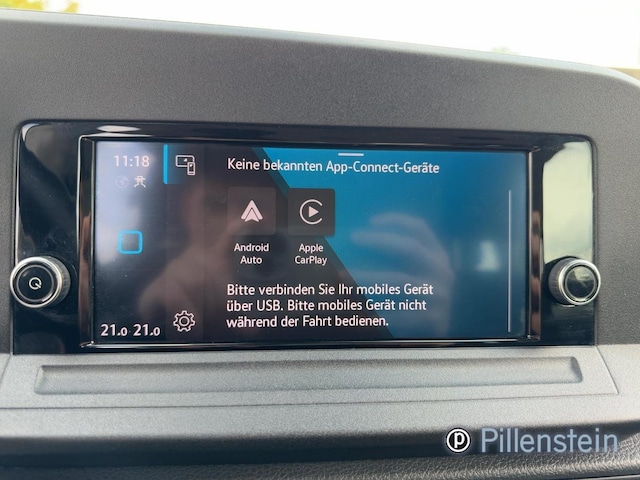 11:18
Keine bekannten App-Connect-Geräte
Android
Auto
Apple
CarPlay
Bitte verbinden Sie Ihr mobiles Gerät
über USB. Bitte mobiles Gerät nicht
während der Fahrt bedienen.
21.0 21.0
P Pillenstein